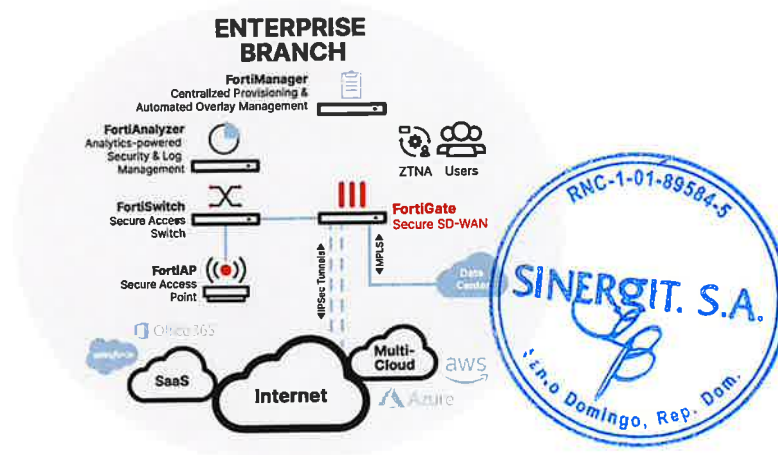 ENTERPRISE
BRANCH
FortiManager
Centralized Provisioning &
Automated Overlay Management
FortiAnalyzer
Analytics-powered
Security & Log
Management
ZTNA Users
FortiSwitch
Secure Access
Switch
FortiGate
Secure SD-WAN
◄IPSec Tunnels►
◄MPLS►
Data
Center
FortiAP
Secure Access
Point
Office 365
salesforce
SaaS
Internet
Multi-
Cloud
aws
Azure
RNC-1-01-89584-5
SINERGIT. S.A.
Domingo, Rep. Dom.